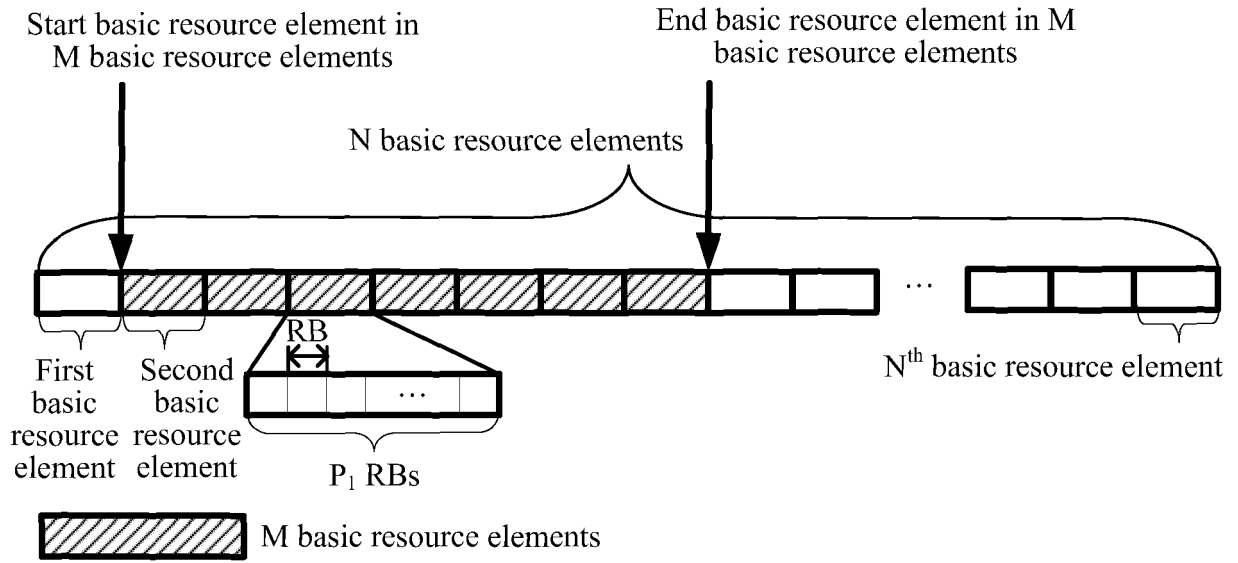 Start basic resource element in
M basic resource elements
End basic resource element in M
basic resource elements
N basic resource elements
...
RB
First
basic
resource
element
Second
basic
resource
element
...
P₁ RBs
Nᵗʰ basic resource element
M basic resource elements